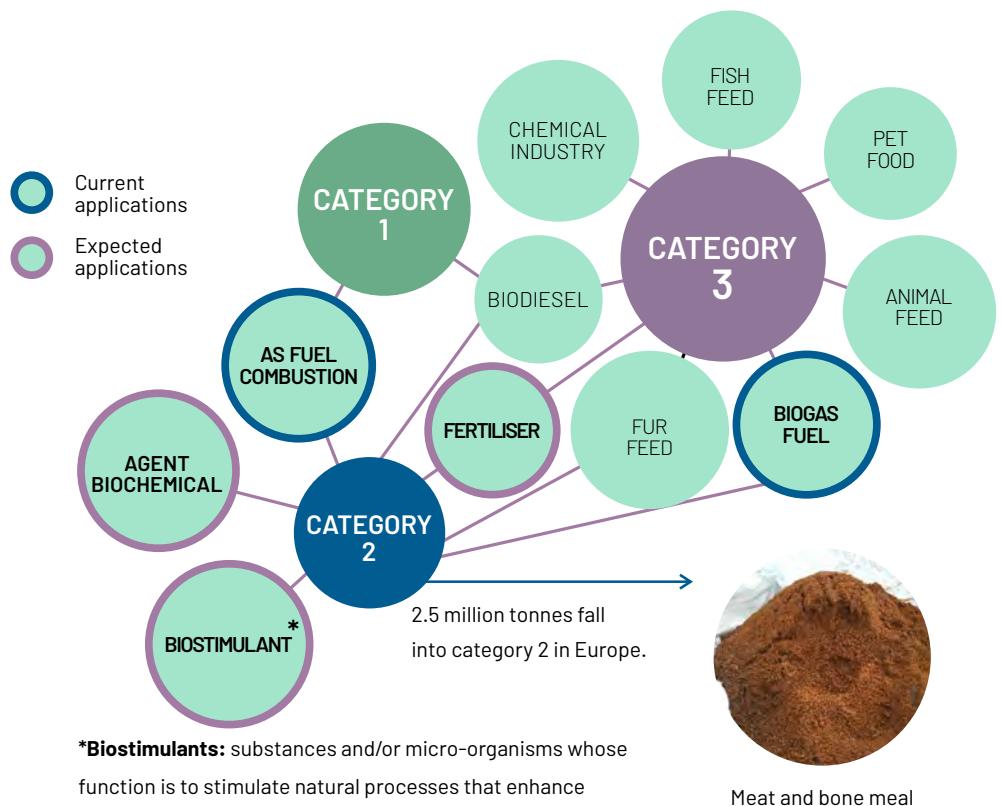 FISH
FEED
CHEMICAL
INDUSTRY
PET
FOOD
Current
applications
CATEGORY
1
Expected
applications
CATEGORY
3
BIODIESEL
ANIMAL
FEED
AS FUEL
COMBUSTION
BIOGAS
FUEL
FERTILISER
FUR
FEED
AGENT
BIOCHEMICAL
CATEGORY
2
2.5 million tonnes fall
into category 2 in Europe.
BIOSTIMULANT*
*Biostimulants: substances and/or micro-organisms whose
function is to stimulate natural processes that enhance
Meat and bone meal